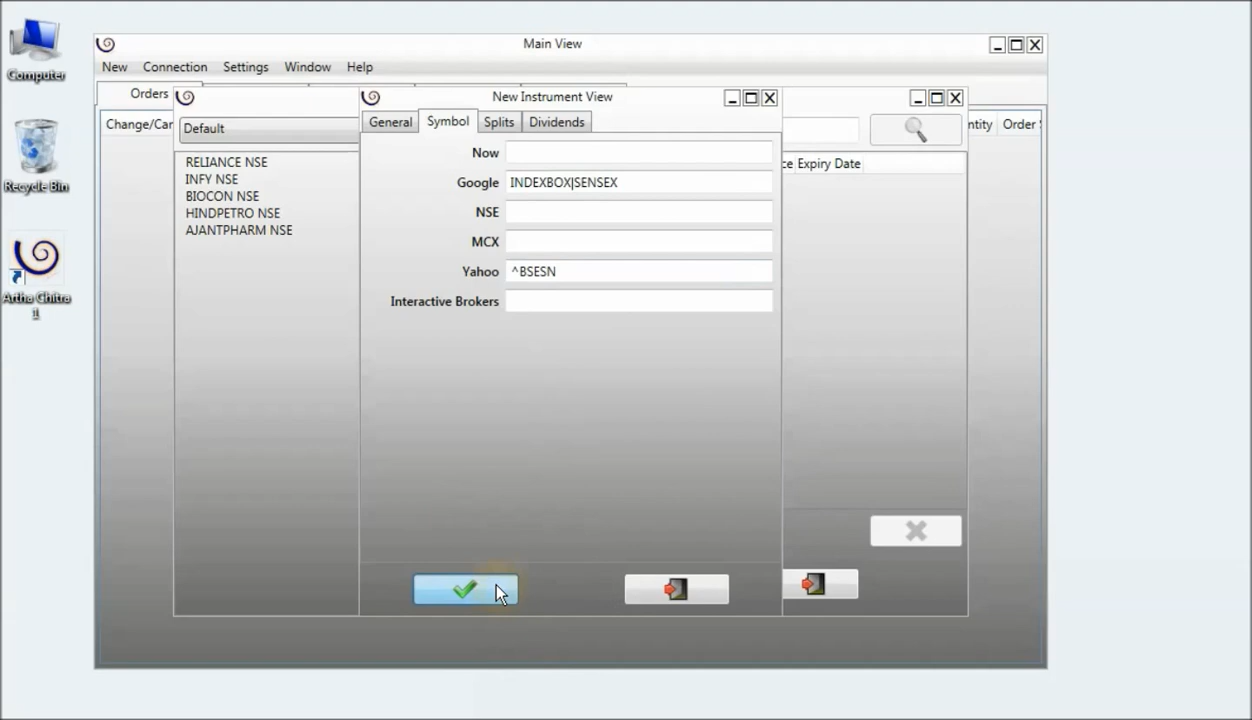 Computer
Recycle Bin
Artha Chitra
1
Main View
New Connection Settings Window Help
Orders
Change/Can
ntity Order
Default
RELIANCE NSE
INFY NSE
BIOCON NSE
HINDPETRO NSE
AJANTPHARM NSE
New Instrument View
General Symbol Splits Dividends
Now
Google INDEXBOX|SENSEX
NSE
MCX
Yahoo ^BSESN
Interactive Brokers
ce Expiry Date